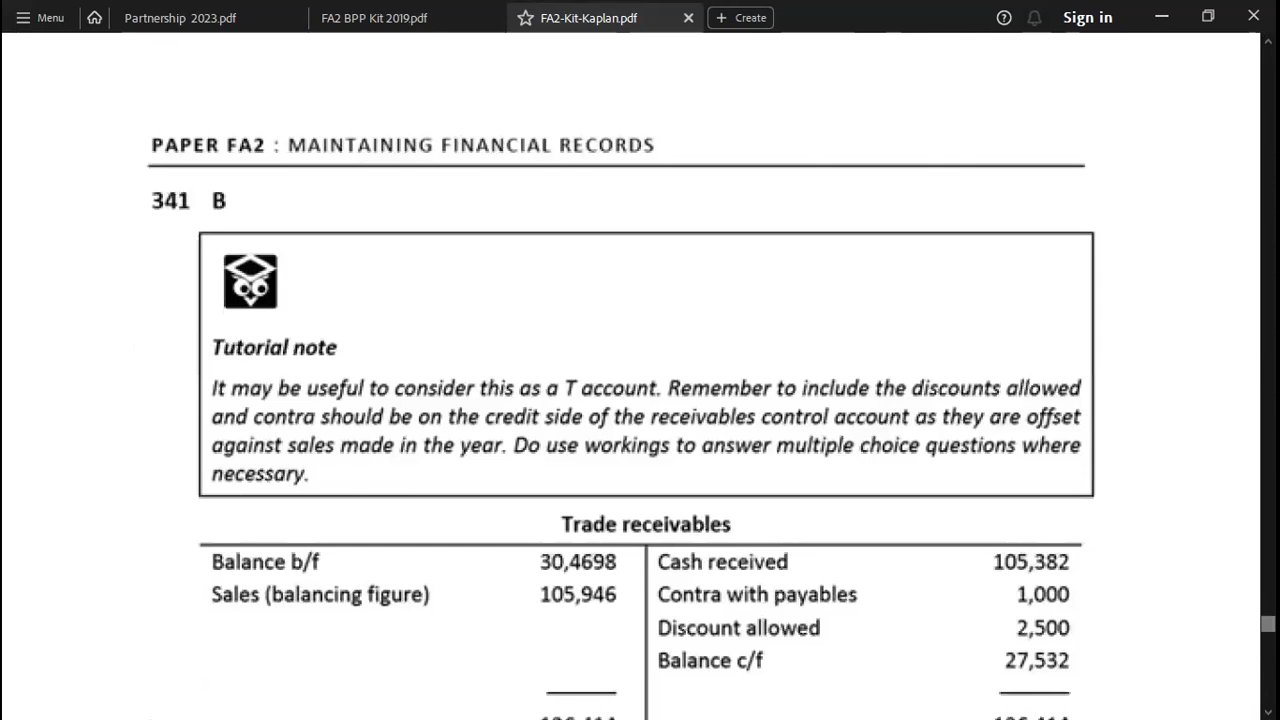 Menu
Partnership 2023.pdf
FA2 BPP Kit 2019.pdf
FA2-Kit-Kaplan.pdf
Create
Sign in
PAPER FA2 : MAINTAINING FINANCIAL RECORDS
341 B
Tutorial note
It may be useful to consider this as a T account. Remember to include the discounts allowed
and contra should be on the credit side of the receivables control account as they are offset
against sales made in the year. Do use workings to answer multiple choice questions where
necessary.
Trade receivables
Balance b/f 30,4698 Cash received 105,382
Sales (balancing figure) 105,946 Contra with payables 1,000
Discount allowed 2,500
Balance c/f 27,532